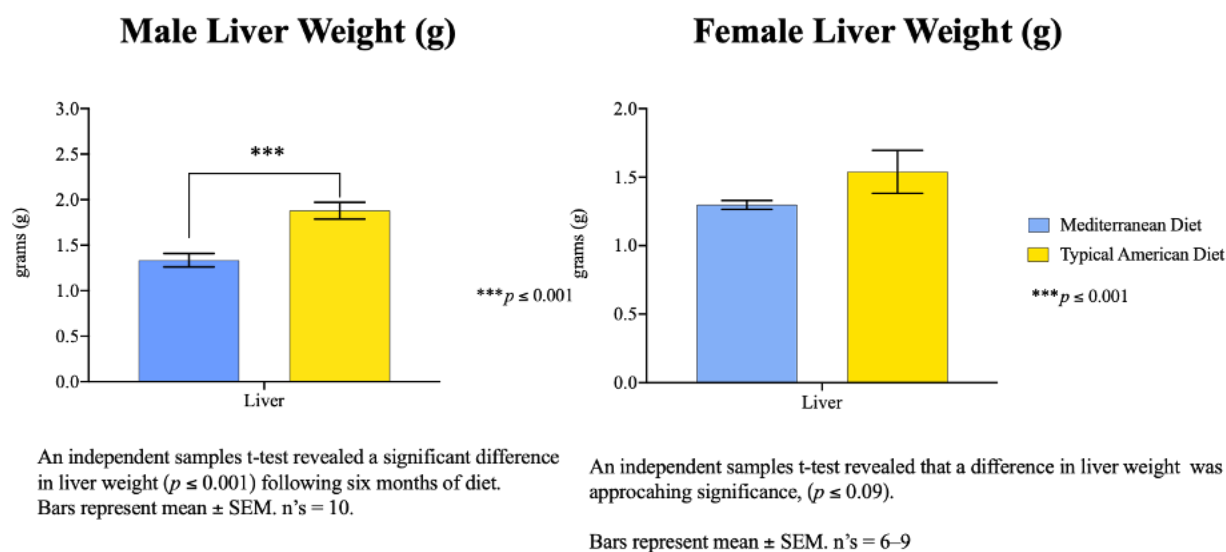 Male Liver Weight (g)
3.0
2.5
2.0
1.5
1.0
0.5
0.0
grams (g)
***
Liver
***p ≤ 0.001
An independent samples t-test revealed a significant difference
in liver weight (p ≤ 0.001) following six months of diet.
Bars represent mean ± SEM. n’s = 10.
Female Liver Weight (g)
2.0
1.5
1.0
0.5
0.0
grams (g)
Liver
Mediterranean Diet
Typical American Diet
***p ≤ 0.001
An independent samples t-test revealed that a difference in liver weight was
approcahing significance, (p ≤ 0.09).
Bars represent mean ± SEM. n’s = 6–9